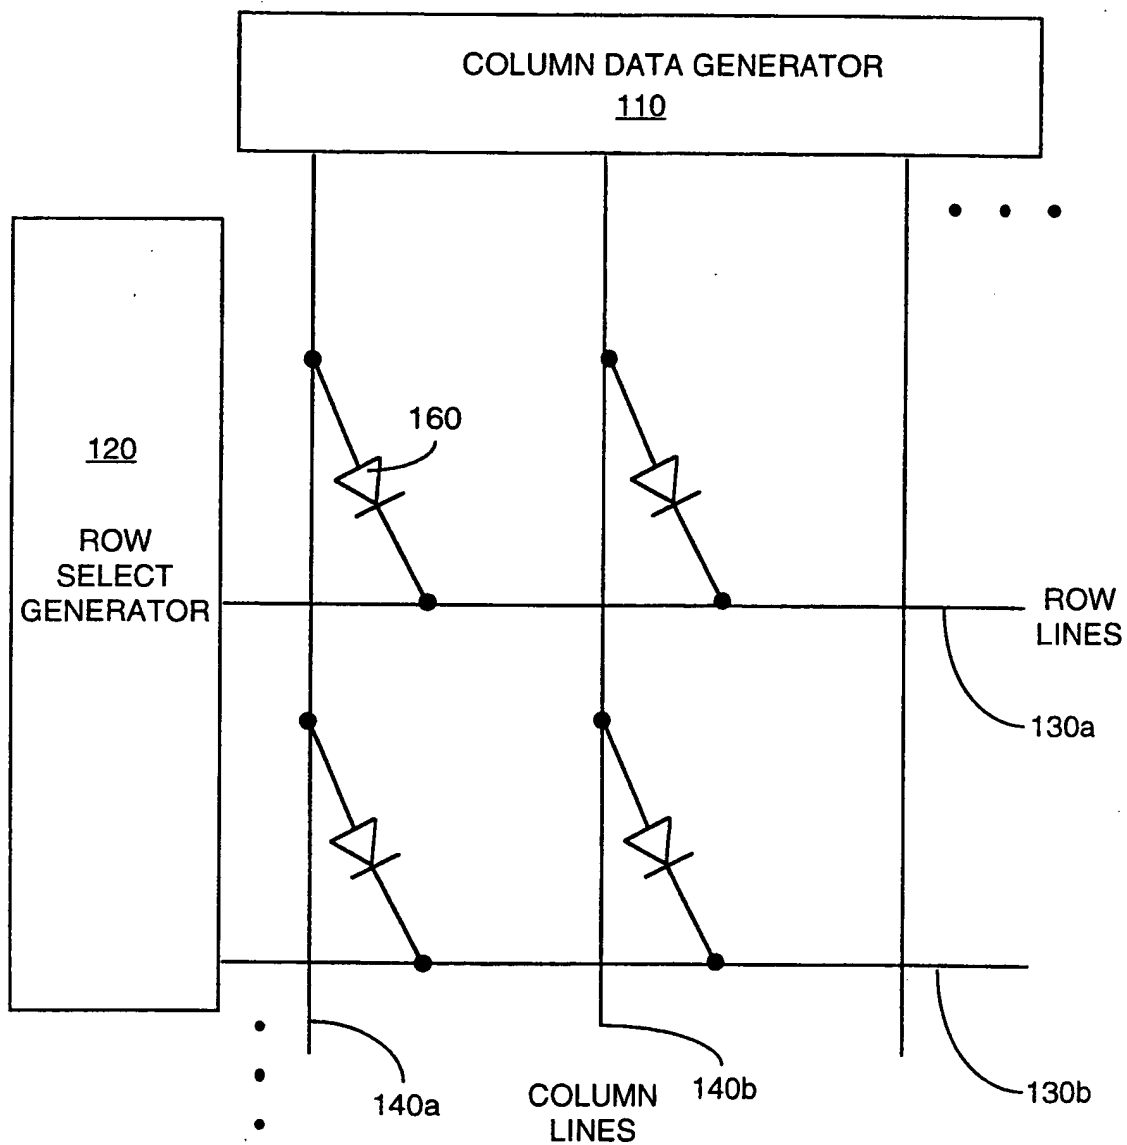 COLUMN DATA GENERATOR
110
160
120
ROW
SELECT
GENERATOR
ROW
LINES
130a
140a
COLUMN
LINES
140b
130b